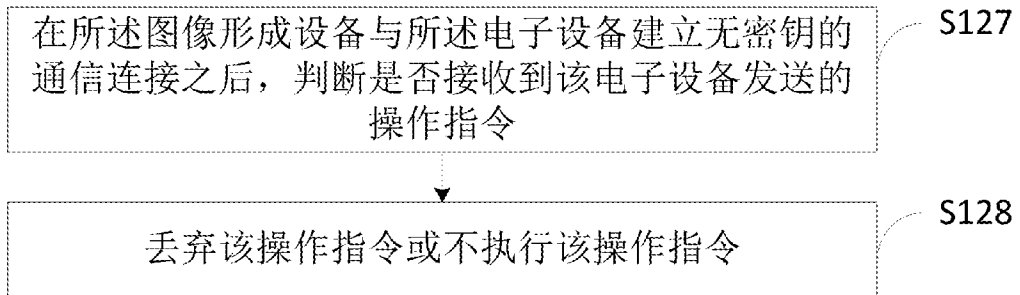 在所述图像形成设备与所述电子设备建立无密钥的
通信连接之后，判断是否接收到该电子设备发送的
操作指令
S127
丢弃该操作指令或不执行该操作指令
S128